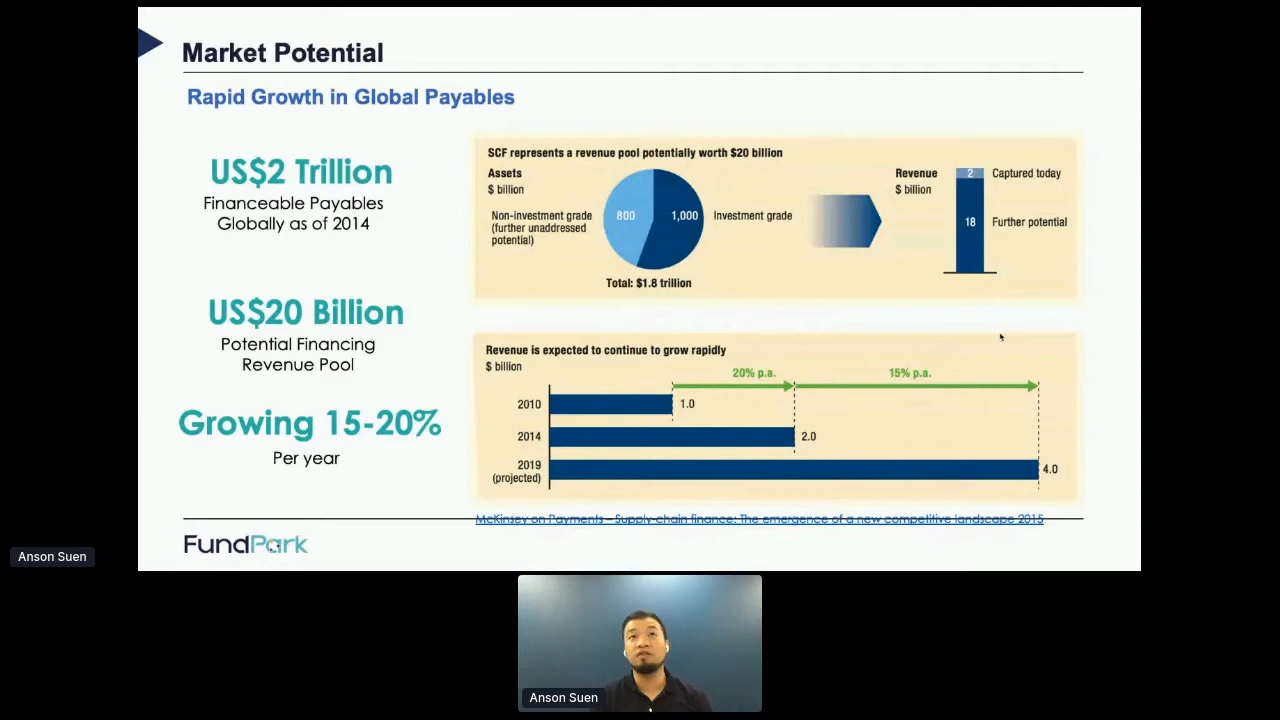 Market Potential
Rapid Growth in Global Payables
US$2 Trillion
Financeable Payables
Globally as of 2014
US$20 Billion
Potential Financing
Revenue Pool
Growing 15-20%
Per year
SCF represents a revenue pool potentially worth $20 billion
Assets
$ billion
Non-investment grade
(further unaddressed
potential)
800
1,000
Investment grade
Total: $1.8 trillion
Revenue
$ billion
2
Captured today
18
Further potential
Revenue is expected to continue to grow rapidly
$ billion
20% p.a.
15% p.a.
2010
1.0
2014
2.0
2019
(projected)
4.0
McKinsey on Payments – Supply-chain finance: The emergence of a new competitive landscape 2015
FundPark
Anson Suen
Anson Suen